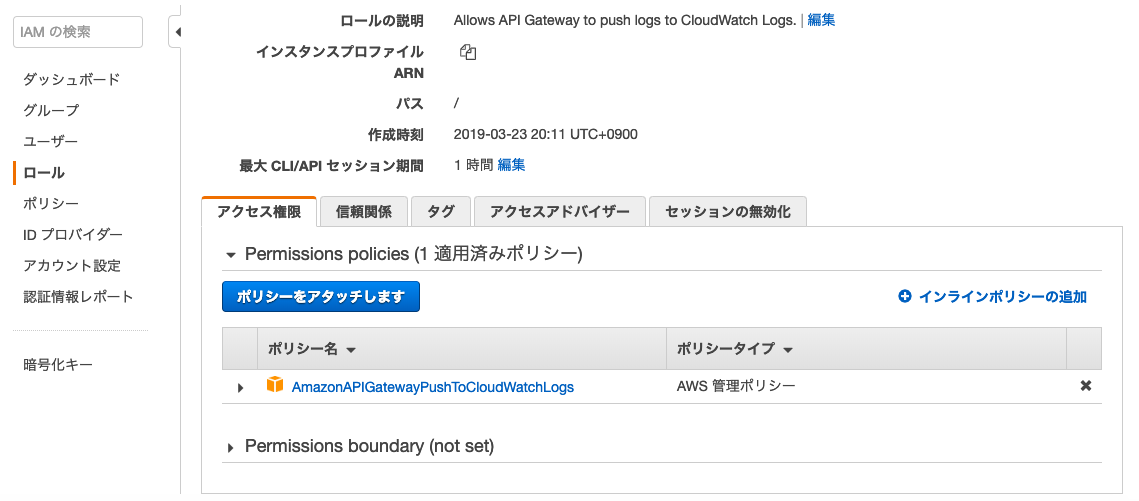 IAM の検索
ダッシュボード
グループ
ユーザー
ロール
ポリシー
ID プロバイダー
アカウント設定
認証情報レポート
暗号化キー
ロールの説明 Allows API Gateway to push logs to CloudWatch Logs. | 編集
インスタンスプロファイル
ARN
パス /
作成時刻 2019-03-23 20:11 UTC+0900
最大 CLI/API セッション期間 1 時間 編集
アクセス権限 信頼関係 タグ アクセスアドバイザー セッションの無効化
Permissions policies (1 適用済みポリシー)
ポリシーをアタッチします インラインポリシーの追加
ポリシー名 ポリシータイプ
AmazonAPIGatewayPushToCloudWatchLogs AWS 管理ポリシー
Permissions boundary (not set)